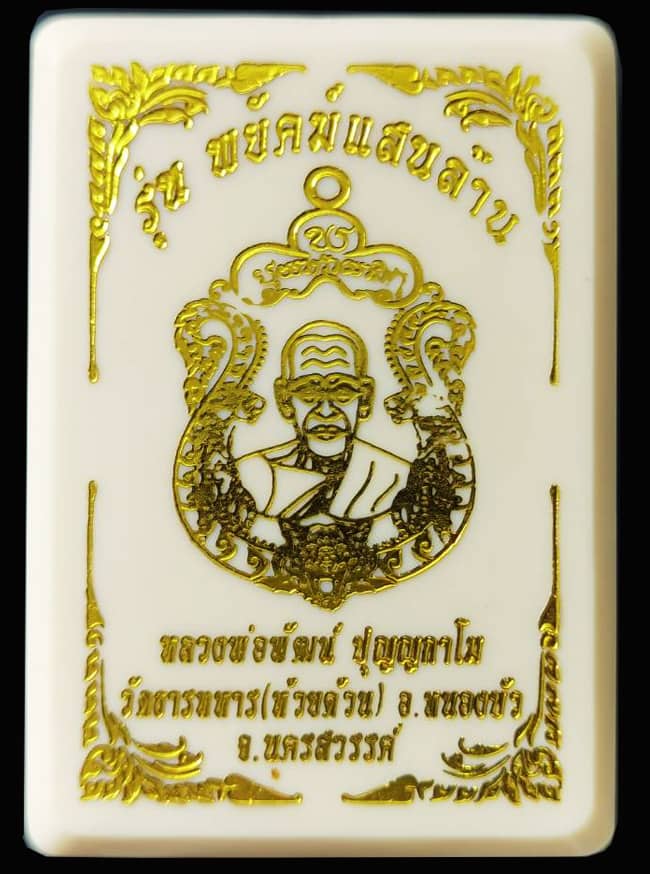 รุ่น พยัคฆ์แสนล้าน
หลวงพ่อพัฒน์ ปุญญกาโม
วัดธารทหาร(ห้วยด้วน) อ.หนองบัว
จ.นครสวรรค์